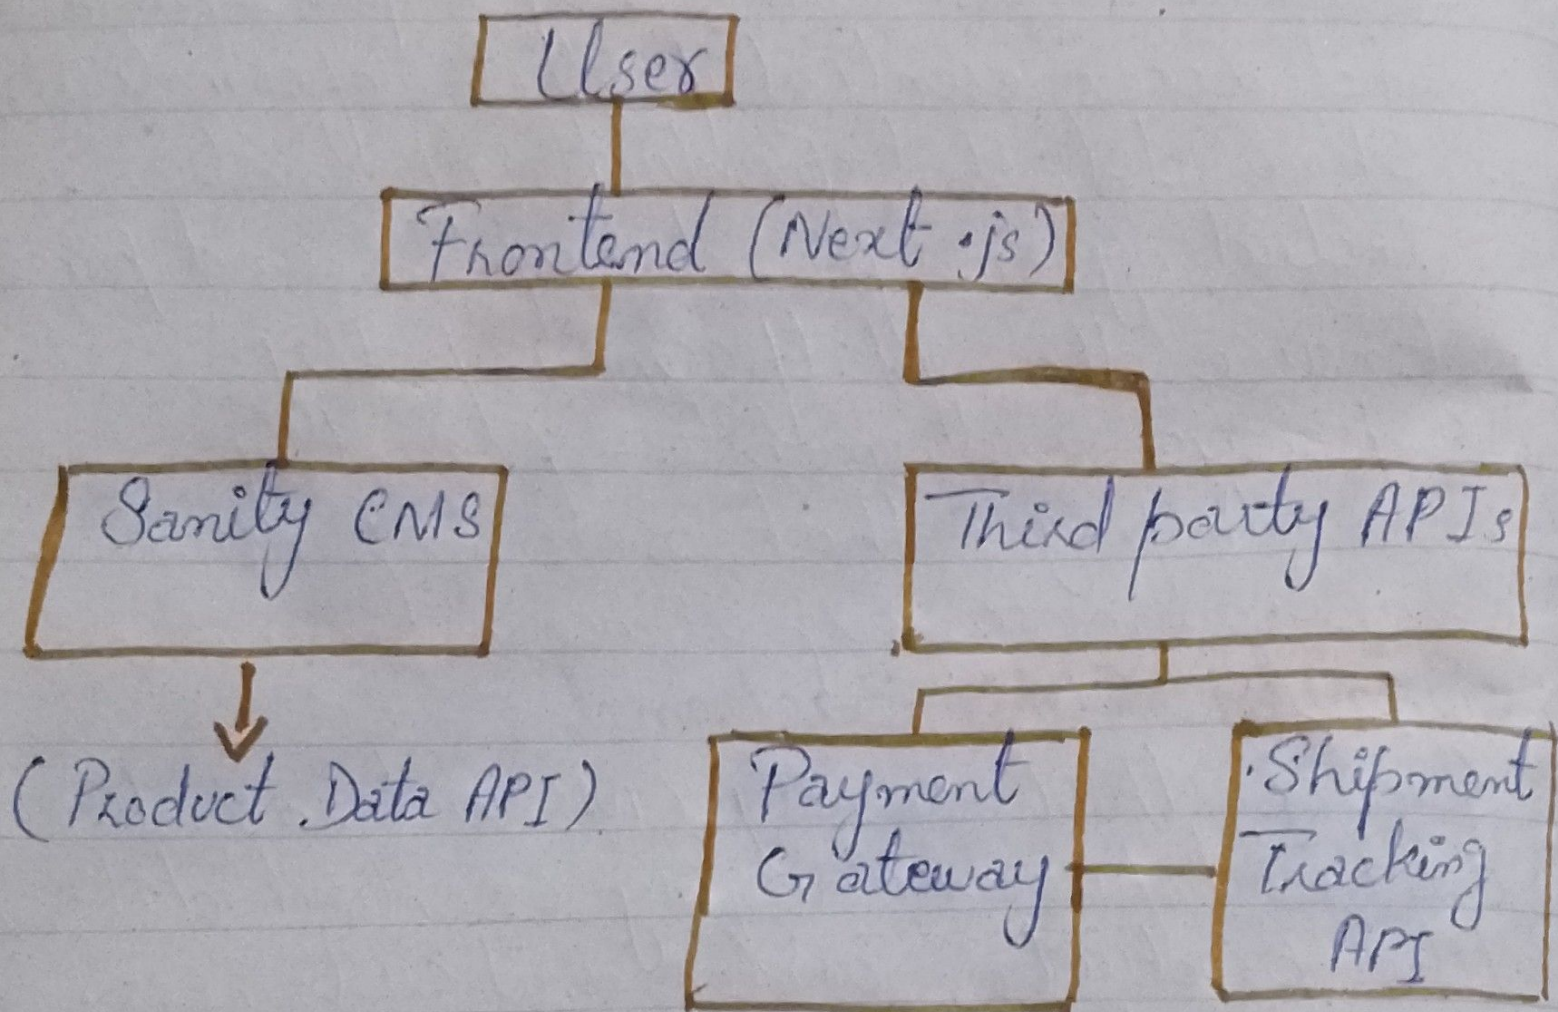 User
Frontend (Next.js)
Sanity CMS
Third party APIs
(Product Data API)
Payment
Gateway
Shipment
Tracking
API